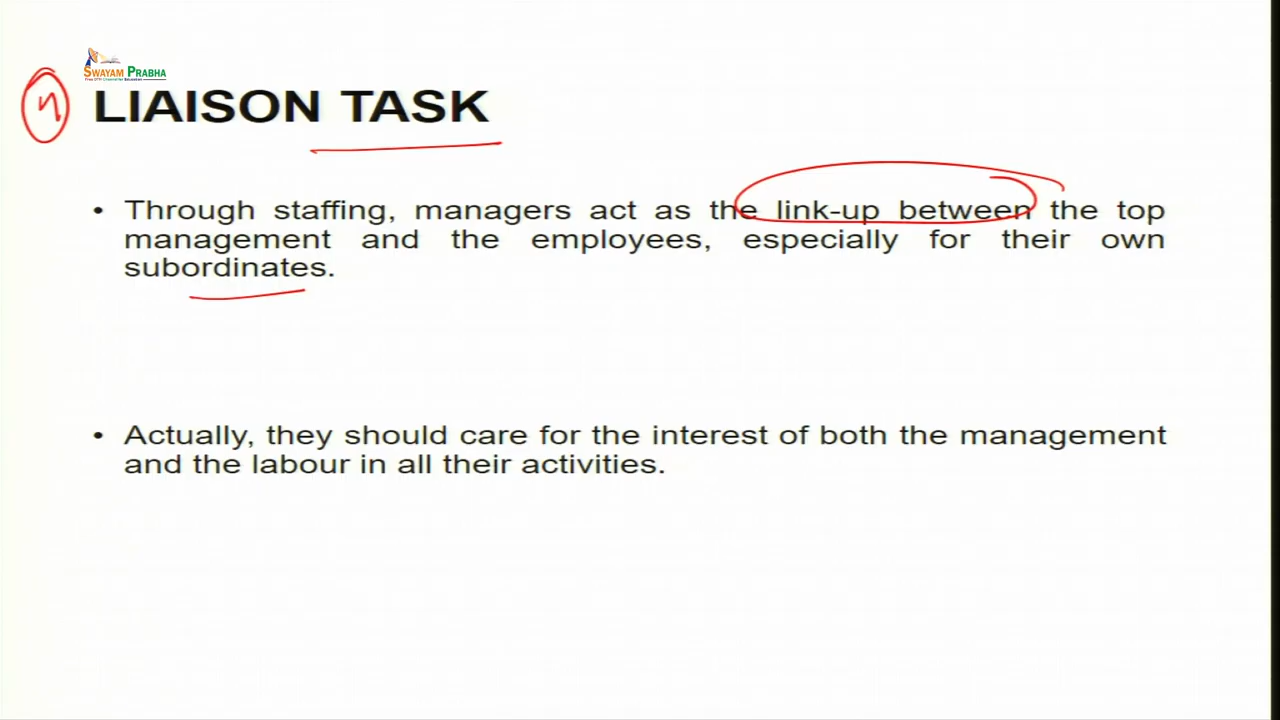 SWAYAM PRABHA
LIAISON TASK
• Through staffing, managers act as the link-up between the top
management and the employees, especially for their own
subordinates.
• Actually, they should care for the interest of both the management
and the labour in all their activities.